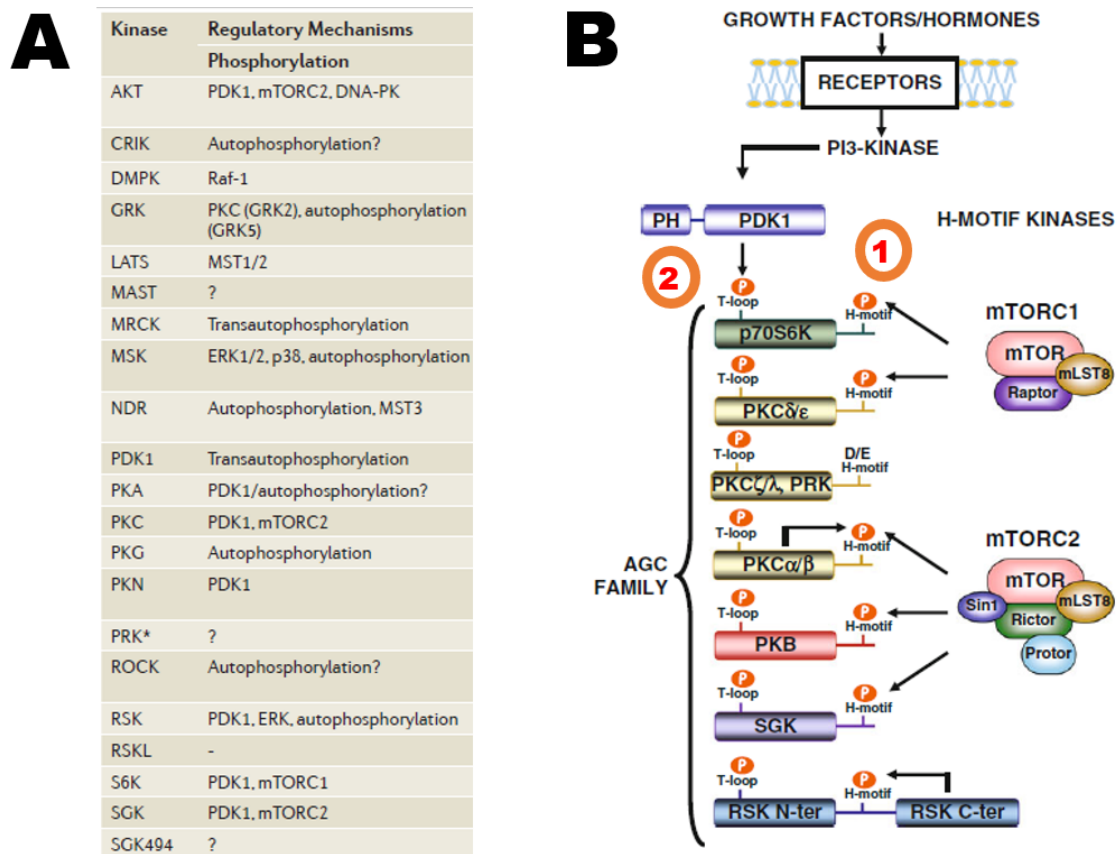 A
Kinase Regulatory Mechanisms
Phosphorylation
AKT PDK1, mTORC2, DNA-PK
CRIK Autophosphorylation?
DMPK Raf-1
GRK PKC (GRK2), autophosphorylation
(GRK5)
LATS MST1/2
MAST ?
MRCK Transautophosphorylation
MSK ERK1/2, p38, autophosphorylation
NDR Autophosphorylation, MST3
PDK1 Transautophosphorylation
PKA PDK1/autophosphorylation?
PKC PDK1, mTORC2
PKG Autophosphorylation
PKN PDK1
PRK* ?
ROCK Autophosphorylation?
RSK PDK1, ERK, autophosphorylation
RSKL -
S6K PDK1, mTORC1
SGK PDK1, mTORC2
SGK494 ?
B
GROWTH FACTORS/HORMONES
RECEPTORS
PI3-KINASE
PH PDK1
H-MOTIF KINASES
1
2
P P
T-loop H-motif
p70S6K
mTORC1
mTOR
mLST8
Raptor
P P
T-loop H-motif
PKCδ/ε
P D/E
T-loop H-motif
PKCζ/λ, PRK
P P
T-loop H-motif
PKCα/β
AGC
FAMILY
mTORC2
mTOR
Sin1 mLST8
Rictor
Protor
P P
T-loop H-motif
PKB
P P
T-loop H-motif
SGK
P P
T-loop H-motif
RSK N-ter RSK C-ter